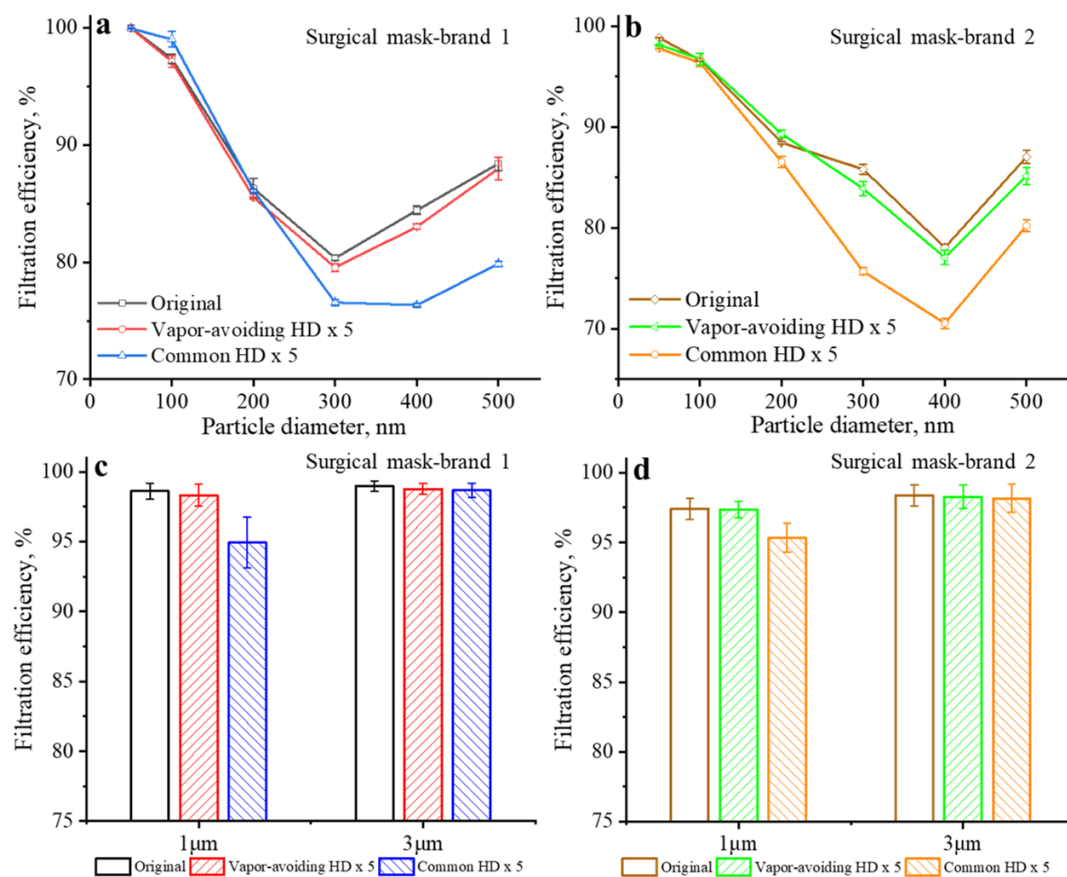 a
Surgical mask-brand 1
Filtration efficiency, %
100
90
80
70
Original
Vapor-avoiding HD x 5
Common HD x 5
0 100 200 300 400 500
Particle diameter, nm
b
Surgical mask-brand 2
Filtration efficiency, %
100
90
80
70
Original
Vapor-avoiding HD x 5
Common HD x 5
0 100 200 300 400 500
Particle diameter, nm
c
Surgical mask-brand 1
Filtration efficiency, %
100
95
90
85
80
75
1μm 3μm
Original Vapor-avoiding HD x 5 Common HD x 5
d
Surgical mask-brand 2
Filtration efficiency, %
100
95
90
85
80
75
1μm 3μm
Original Vapor-avoiding HD x 5 Common HD x 5